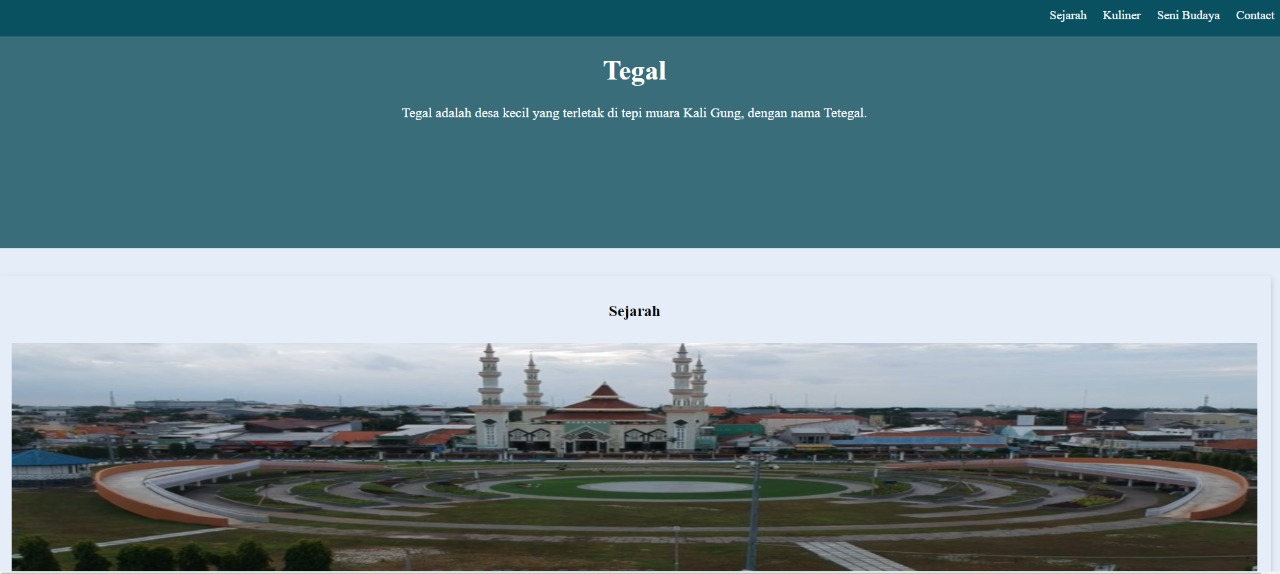 Sejarah Kuliner Seni Budaya Contact
Tegal
Tegal adalah desa kecil yang terletak di tepi muara Kali Gung, dengan nama Tetegal.
Sejarah